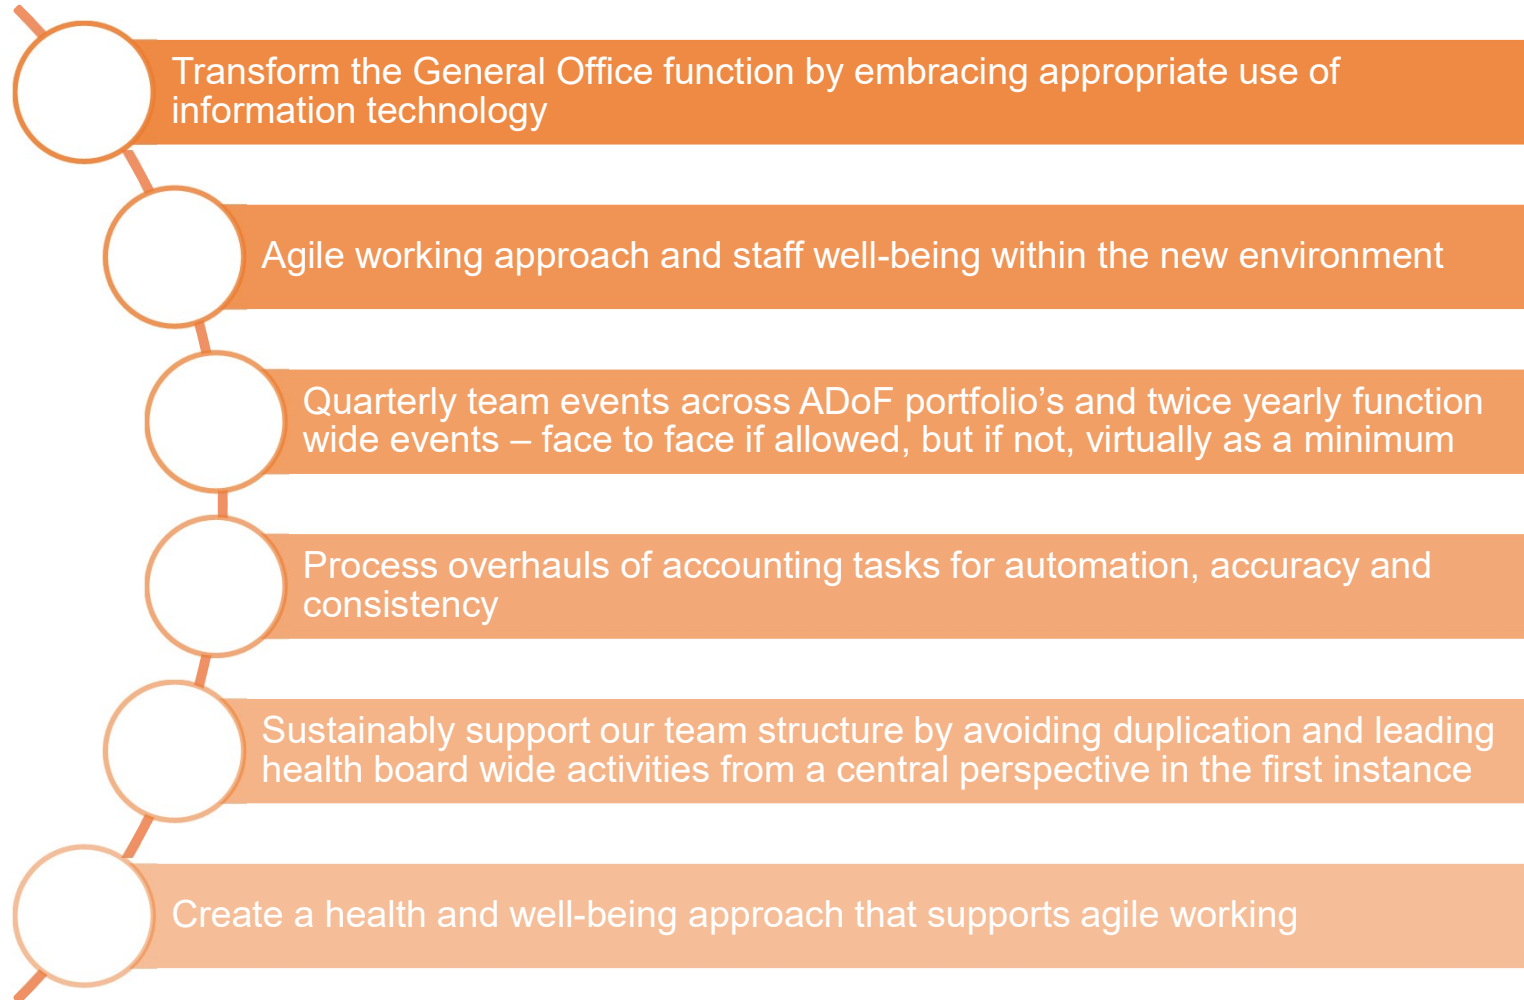 Transform the General Office function by embracing appropriate use of
information technology
Agile working approach and staff well-being within the new environment
Quarterly team events across ADoF portfolio’s and twice yearly function
wide events – face to face if allowed, but if not, virtually as a minimum
Process overhauls of accounting tasks for automation, accuracy and
consistency
Sustainably support our team structure by avoiding duplication and leading
health board wide activities from a central perspective in the first instance
Create a health and well-being approach that supports agile working